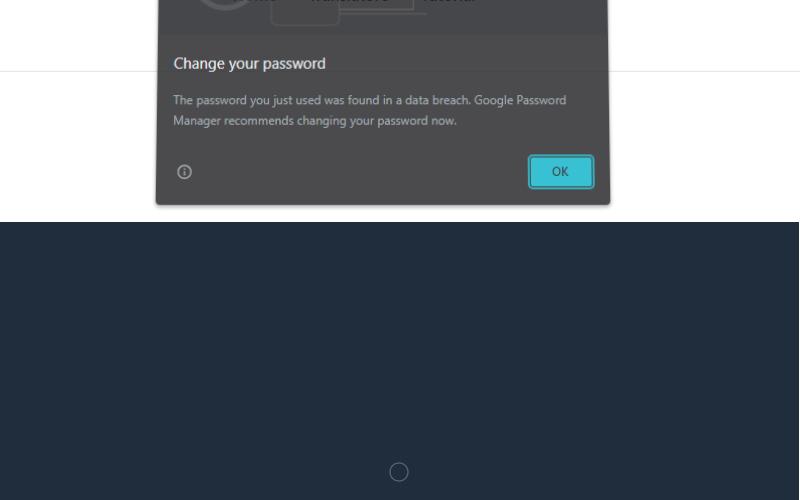 Change your password
The password you just used was found in a data breach. Google Password
Manager recommends changing your password now.
OK